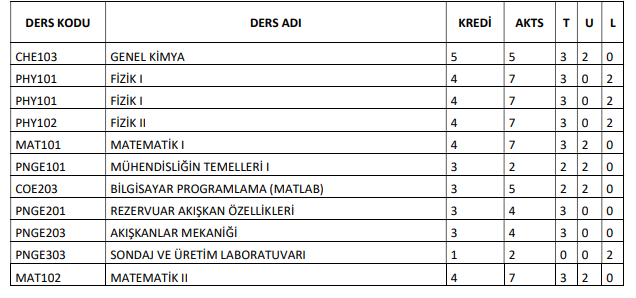 DERS KODU DERS ADI KREDİ AKTS T U L
CHE103 GENEL KİMYA 5 5 3 2 0
PHY101 FİZİK I 4 7 3 0 2
PHY101 FİZİK I 4 7 3 0 2
PHY102 FİZİK II 4 7 3 0 2
MAT101 MATEMATİK I 4 7 3 2 0
PNGE101 MÜHENDİSLİĞİN TEMELLERİ I 3 2 2 2 0
COE203 BİLGİSAYAR PROGRAMLAMA (MATLAB) 3 5 2 2 0
PNGE201 REZERVUAR AKIŞKAN ÖZELLİKLERİ 3 4 3 0 0
PNGE203 AKIŞKANLAR MEKANİĞİ 3 4 3 0 0
PNGE303 SONDAJ VE ÜRETİM LABORATUVARI 1 2 0 0 2
MAT102 MATEMATİK II 4 7 3 2 0